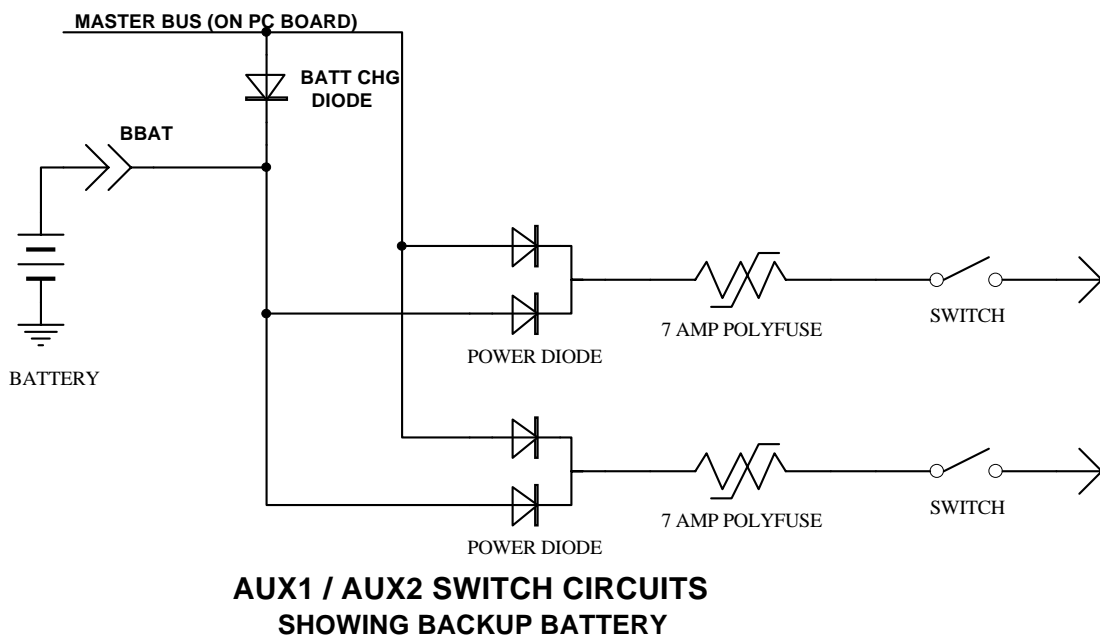 MASTER BUS (ON PC BOARD)
BATT CHG
DIODE
BBAT
BATTERY
POWER DIODE
7 AMP POLYFUSE
SWITCH
POWER DIODE
7 AMP POLYFUSE
SWITCH
AUX1 / AUX2 SWITCH CIRCUITS
SHOWING BACKUP BATTERY